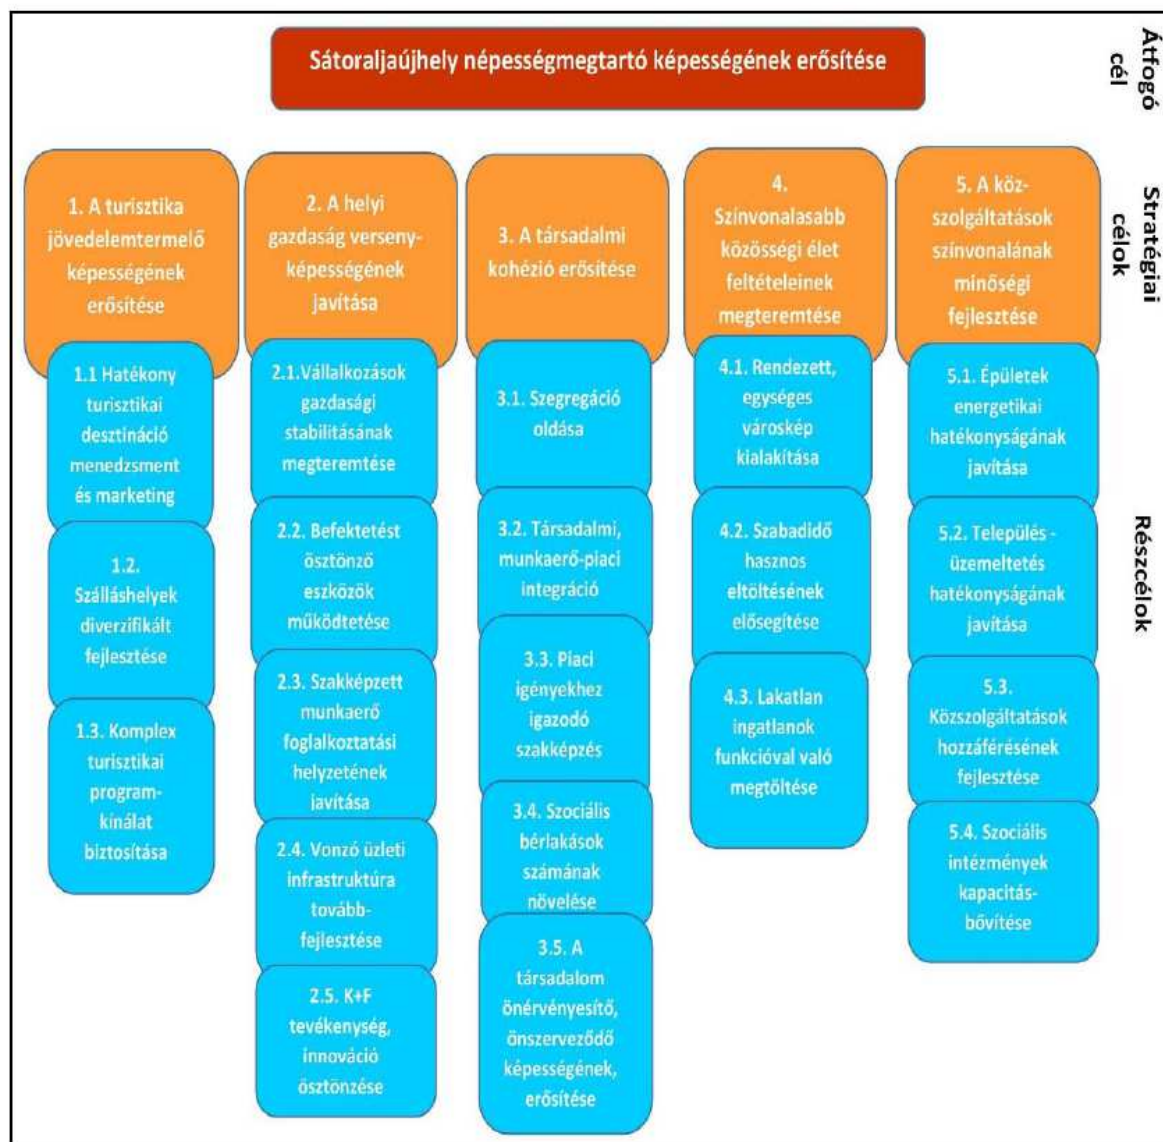 Sátoraljaújhely népességmegtartó képességének erősítése
Átfogó
cél
1. A turisztika
jövedelemtermelő
képességének
erősítése
2. A helyi
gazdaság verseny-
képességének
javítása
3. A társadalmi
kohézió erősítése
4.
Színvonalasabb
közösségi élet
feltételeinek
megteremtése
5. A köz-
szolgáltatások
színvonalának
minőségi
fejlesztése
Stratégiai
célok
1.1 Hatékony
turisztikai
desztináció
menedzsment
és marketing
1.2.
Szálláshelyek
diverzifikált
fejlesztése
1.3. Komplex
turisztikai
program-
kínálat
biztosítása
2.1.Vállalkozások
gazdasági
stabilitásának
megteremtése
2.2. Befektetést
ösztönző
eszközök
működtetése
2.3. Szakképzett
munkaerő
foglalkoztatási
helyzetének
javítása
2.4. Vonzó üzleti
infrastruktúra
tovább-
fejlesztése
2.5. K+F
tevékenység,
innováció
ösztönzése
3.1. Szegregáció
oldása
3.2. Társadalmi,
munkaerő-piaci
integráció
3.3. Piaci
igényekhez
igazodó
szakképzés
3.4. Szociális
bérlakások
számának
növelése
3.5. A
társadalom
önérvényesítő,
önszerveződő
képességének,
erősítése
4.1. Rendezett,
egységes
városkép
kialakítása
4.2. Szabadidő
hasznos
eltöltésének
elősegítése
4.3. Lakatlan
ingatlanok
funkcióval való
megtöltése
5.1. Épületek
energetikai
hatékonyságának
javítása
5.2. Település -
üzemeltetés
hatékonyságának
javítása
5.3.
Közszolgáltatások
hozzáférésének
fejlesztése
5.4. Szociális
intézmények
kapacitás-
bővítése
Részcélok